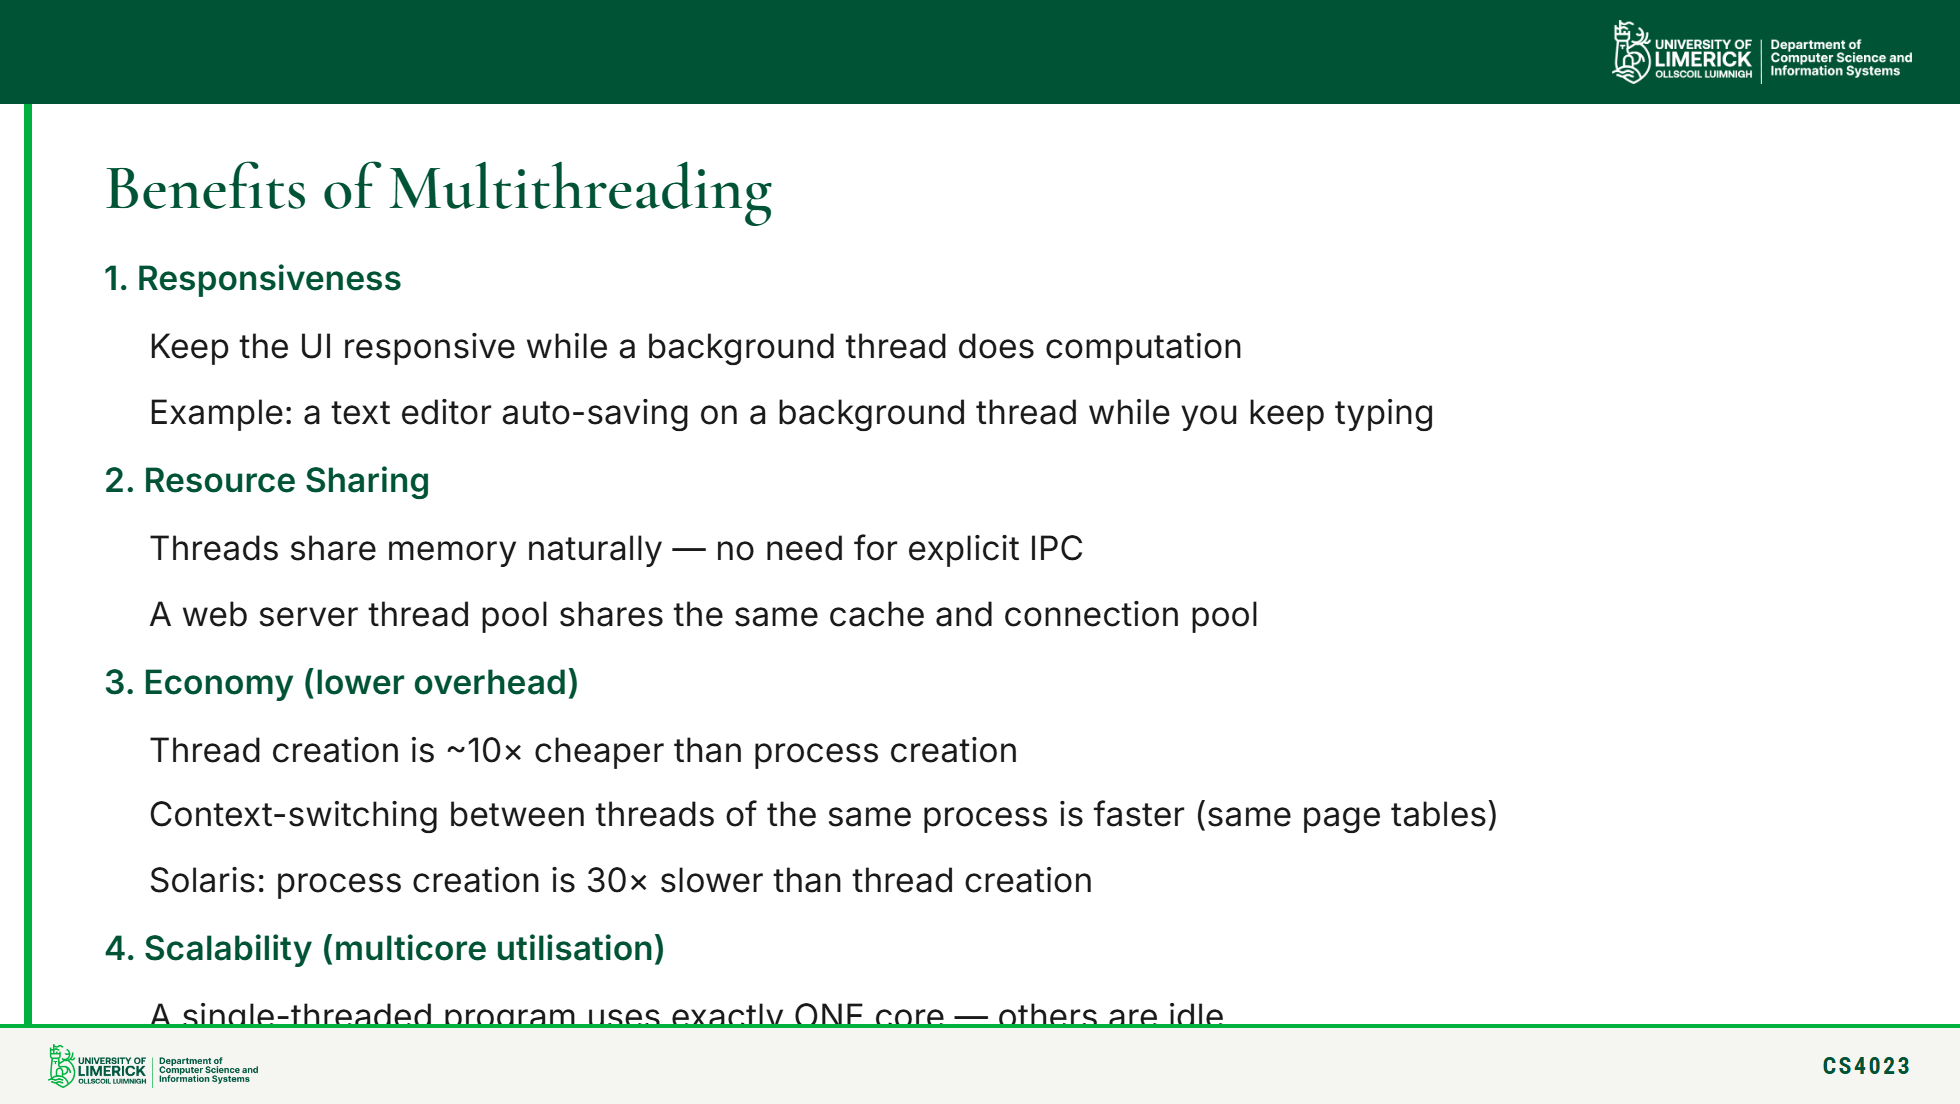 UNIVERSITY OF
LIMERICK
OLLSCOIL LUIMNIGH
Department of
Computer Science and
Information Systems
Benefits of Multithreading
1. Responsiveness
Keep the UI responsive while a background thread does computation
Example: a text editor auto-saving on a background thread while you keep typing
2. Resource Sharing
Threads share memory naturally — no need for explicit IPC
A web server thread pool shares the same cache and connection pool
3. Economy (lower overhead)
Thread creation is ~10× cheaper than process creation
Context-switching between threads of the same process is faster (same page tables)
Solaris: process creation is 30× slower than thread creation
4. Scalability (multicore utilisation)
A single-threaded program uses exactly ONE core — others are idle
UNIVERSITY OF
LIMERICK
OLLSCOIL LUIMNIGH
Department of
Computer Science and
Information Systems
CS4023